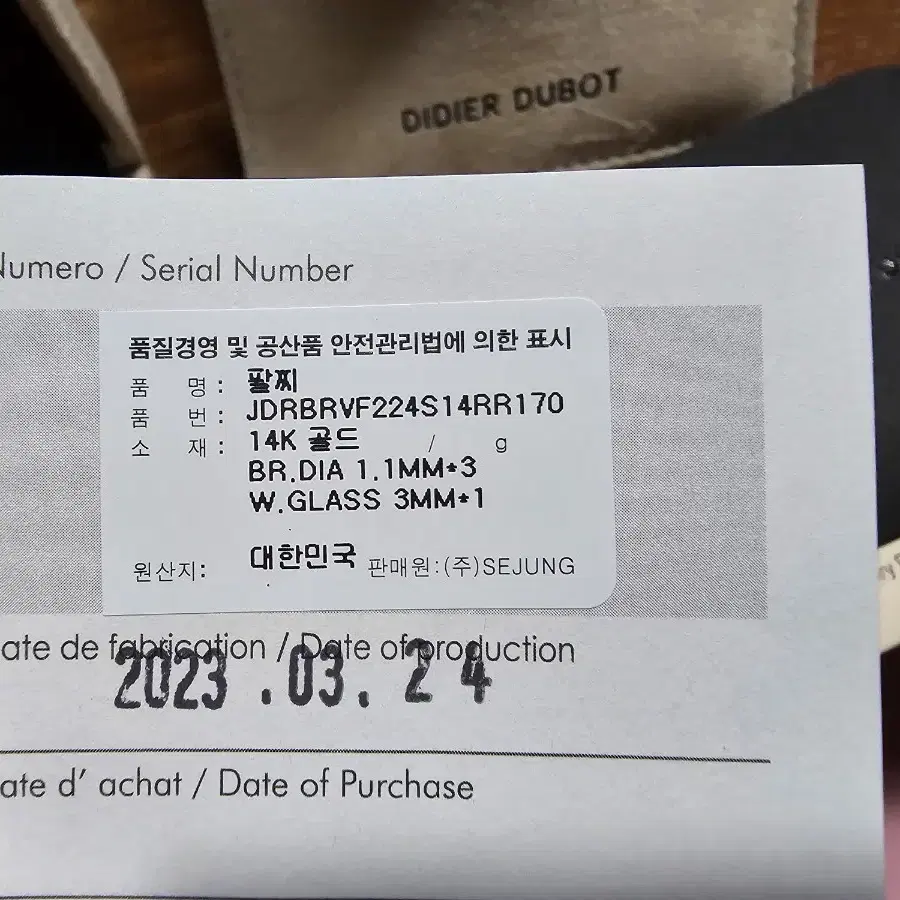 DIDIER DUBOT
Numero / Serial Number
품질경영 및 공산품 안전관리법에 의한 표시
품 명 : 팔찌
품 번 : JDRBRVF224S14RR170
소 재 : 14K 골드 / g
BR.DIA 1.1MM*3
W.GLASS 3MM*1
원산지: 대한민국 판매원:(주)SEJUNG
ate de fabrication / Date of production
2023.03.24
ate d' achat / Date of Purchase